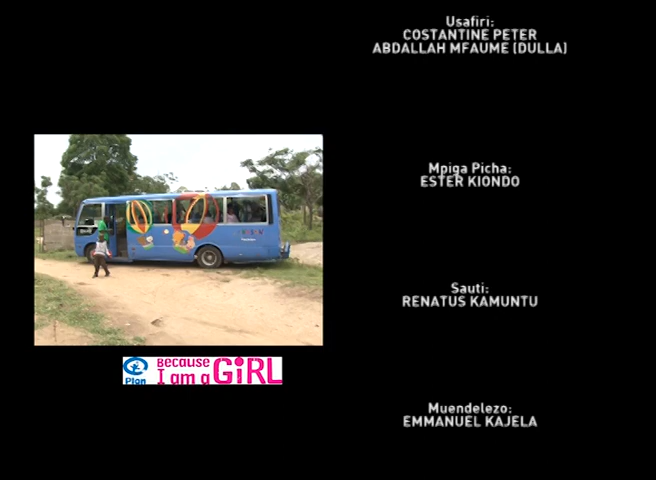 Usafiri:
COSTANTINE PETER
ABDALLAH MFAUME (DULLA)
Mpiga Picha:
ESTER KIONDO
Sauti:
RENATUS KAMUNTU
Muendelezo:
EMMANUEL KAJELA
Plan
Because
I am a GiRL